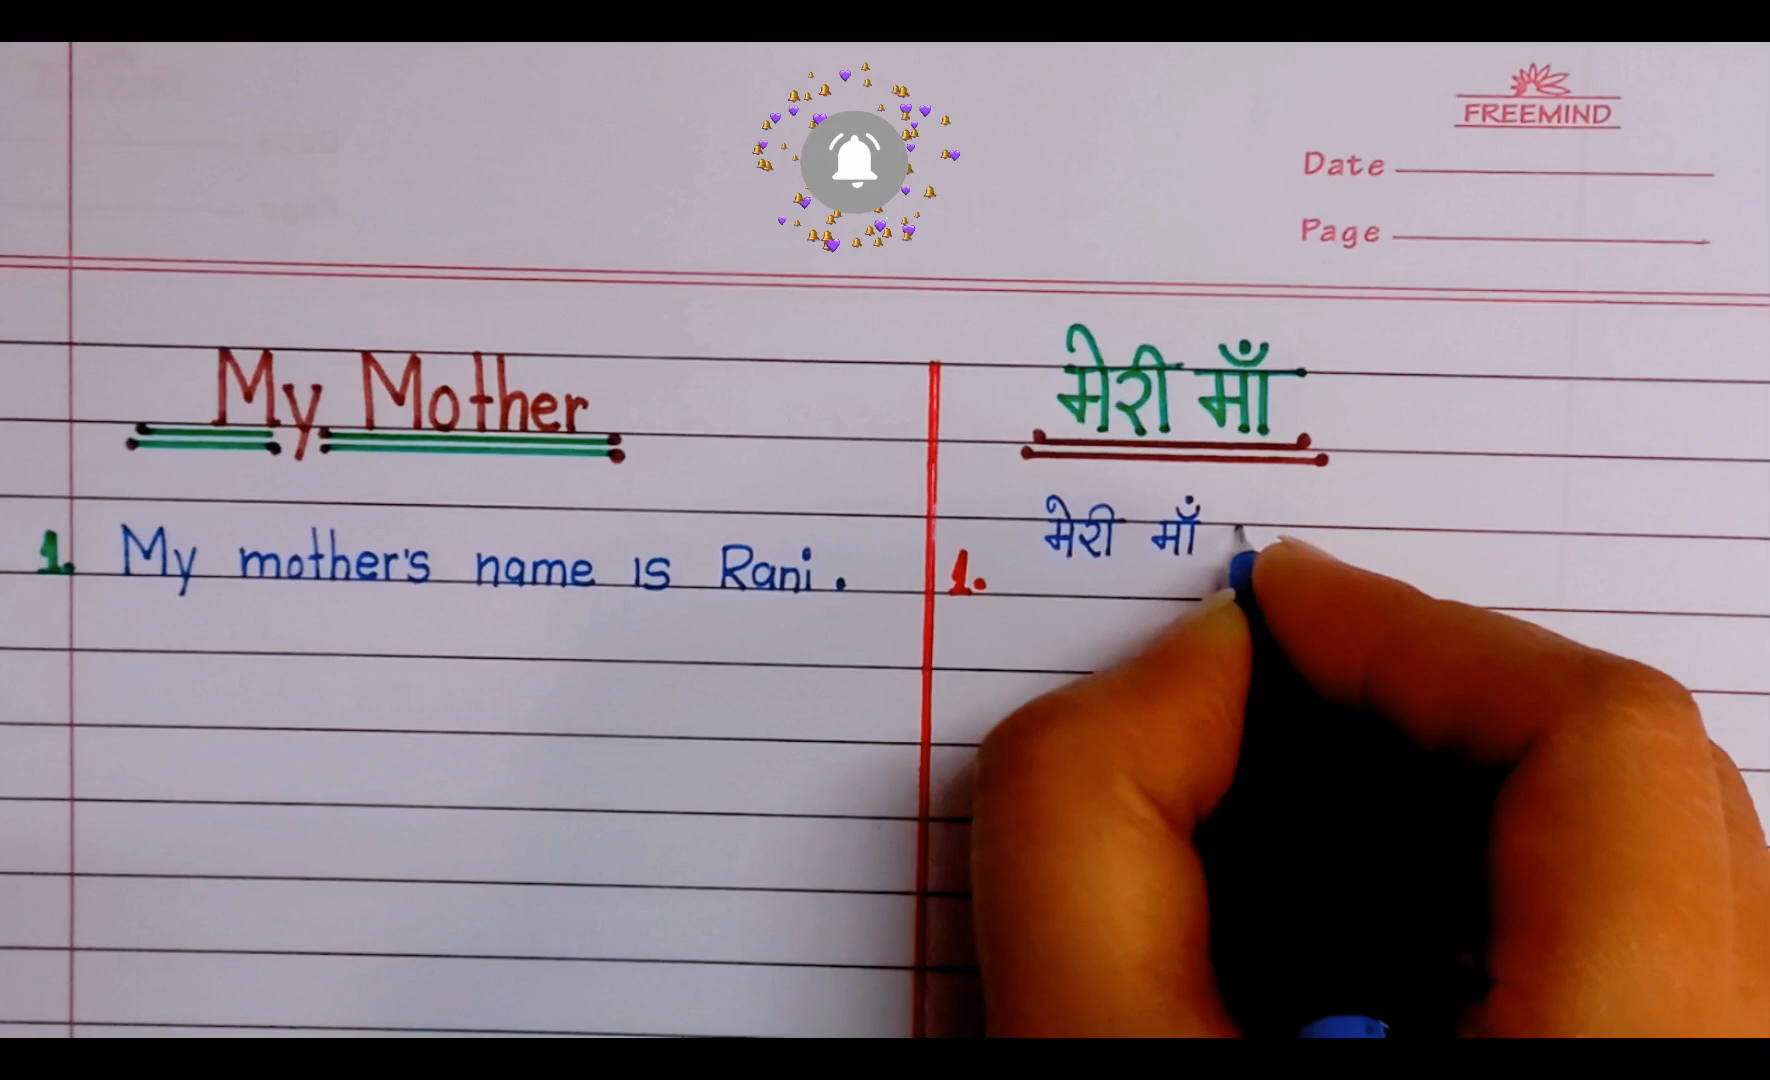 FREEMIND
Date
Page
My Mother
1. My mother's name is Rani.
मेरी माँ
1. मेरी माँ